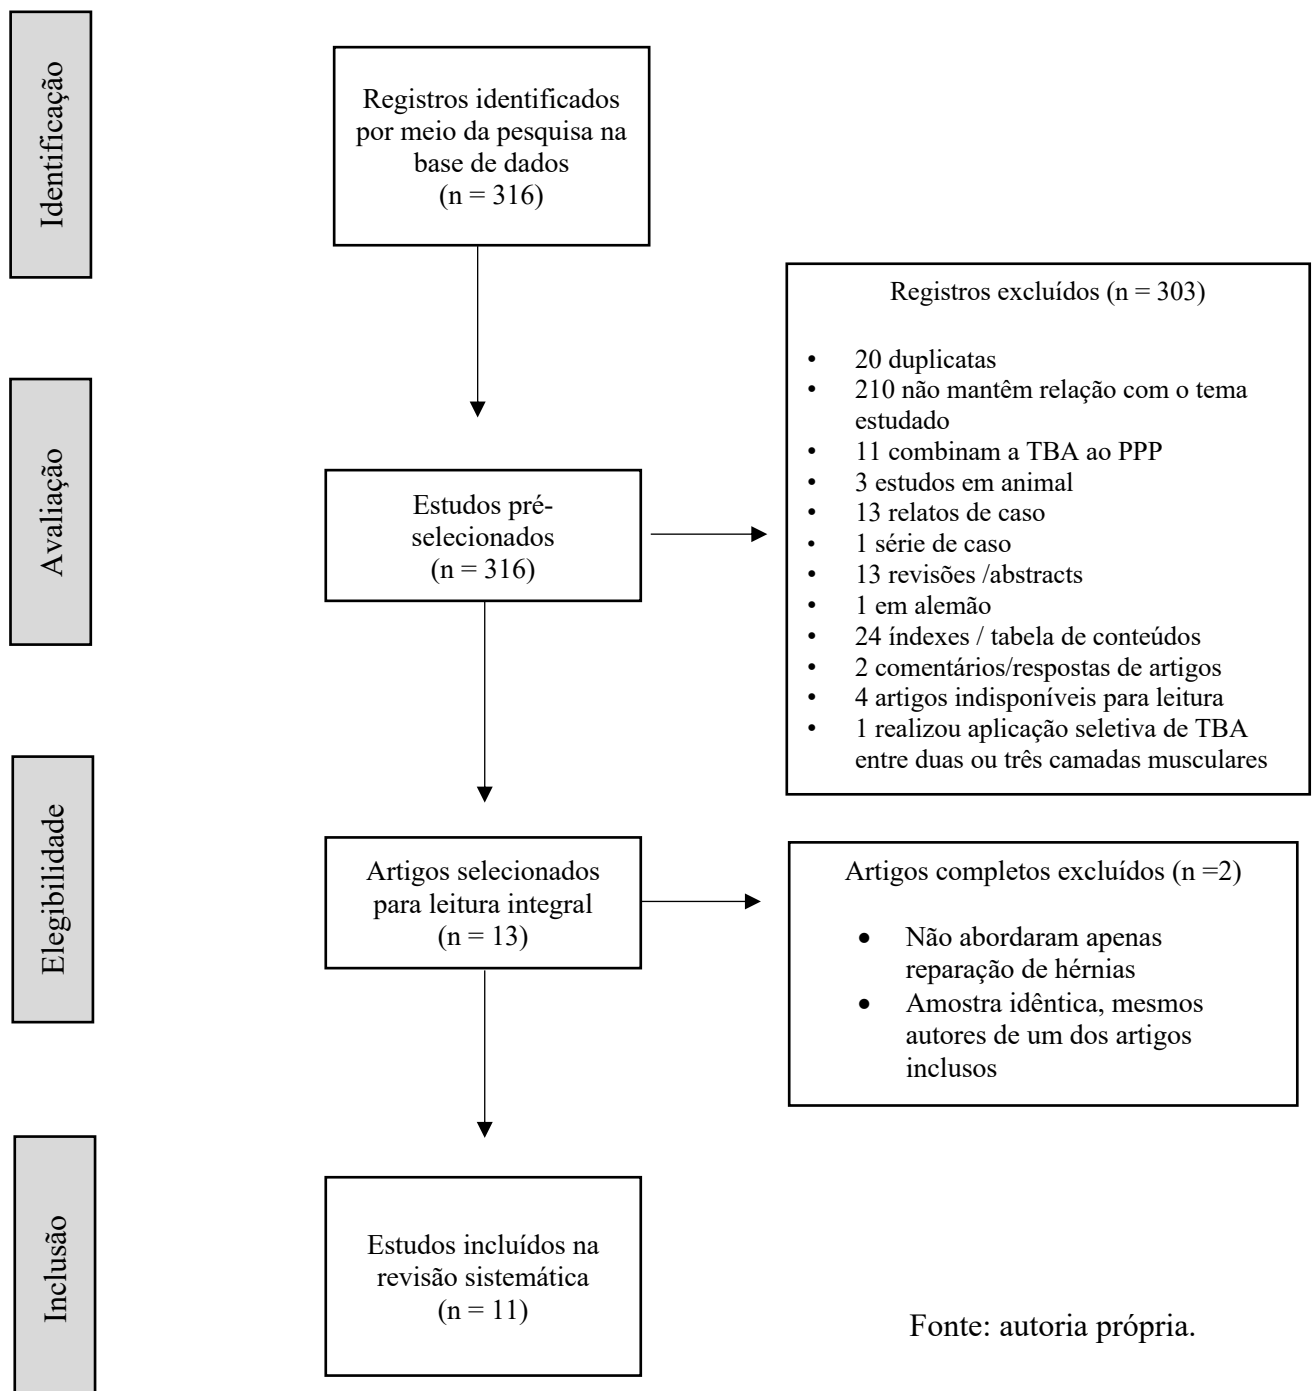 Identificação
Registros identificados
por meio da pesquisa na
base de dados
(n = 316)
Avaliação
Estudos pré-
selecionados
(n = 316)
Registros excluídos (n = 303)
• 20 duplicatas
• 210 não mantêm relação com o tema
estudado
• 11 combinam a TBA ao PPP
• 3 estudos em animal
• 13 relatos de caso
• 1 série de caso
• 13 revisões /abstracts
• 1 em alemão
• 24 índexes / tabela de conteúdos
• 2 comentários/respostas de artigos
• 4 artigos indisponíveis para leitura
• 1 realizou aplicação seletiva de TBA
entre duas ou três camadas musculares
Elegibilidade
Artigos selecionados
para leitura integral
(n = 13)
Artigos completos excluídos (n =2)
• Não abordaram apenas
reparação de hérnias
• Amostra idêntica, mesmos
autores de um dos artigos
inclusos
Inclusão
Estudos incluídos na
revisão sistemática
(n = 11)
Fonte: autoria própria.